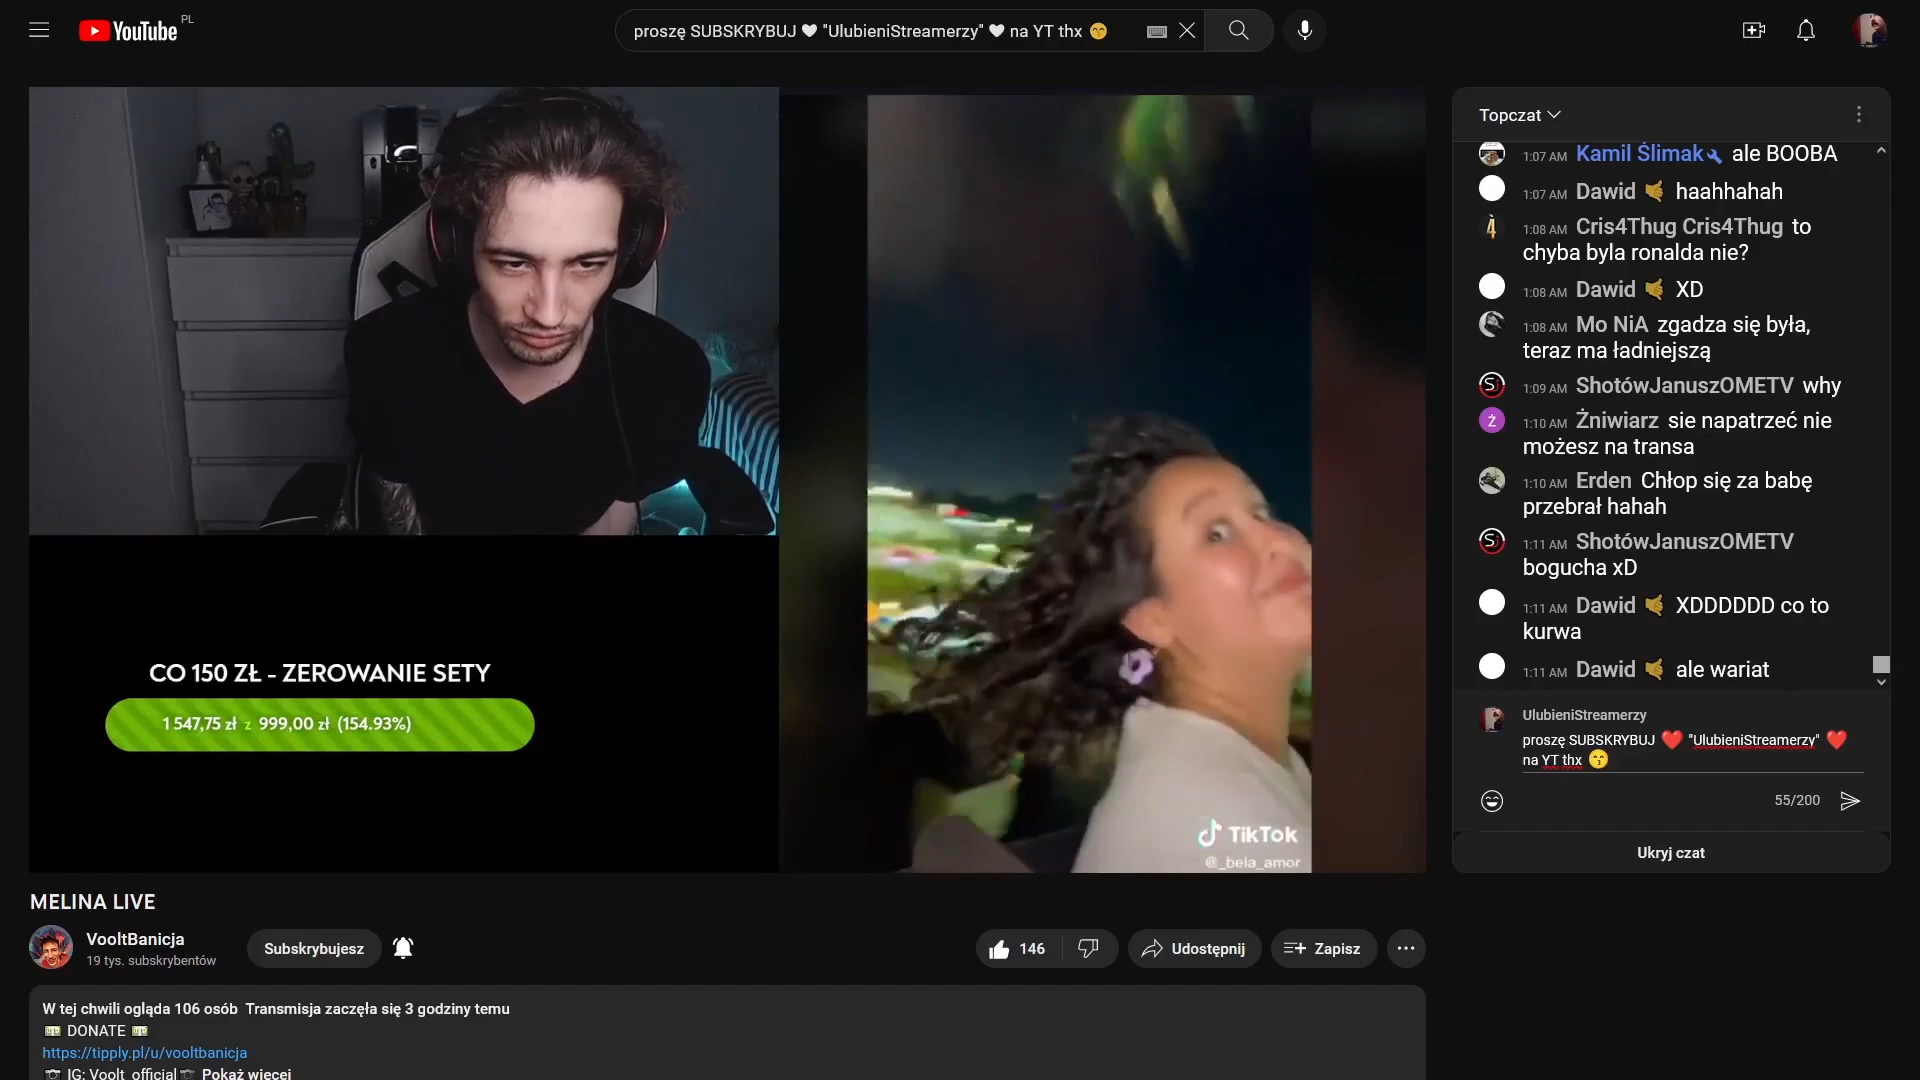 YouTube PL
proszę SUBSKRYBUJ 🤍 "UlubieniStreamerzy" 🤍 na YT thx 😙
CO 150 ZŁ - ZEROWANIE SETY
1 547,75 zł z 999,00 zł (154.93%)
TikTok
@_bela_amor
Topczat
1:07 AM Kamil Ślimak ale BOOBA
1:07 AM Dawid 🤙 haahhahah
1:08 AM Cris4Thug Cris4Thug to
chyba byla ronalda nie?
1:08 AM Dawid 🤙 XD
1:08 AM Mo NiA zgadza się była,
teraz ma ładniejszą
1:09 AM ShotówJanuszOMETV why
Ż 1:10 AM Żniwiarz sie napatrzeć nie
możesz na transa
1:10 AM Erden Chłop się za babę
przebrał hahah
1:11 AM ShotówJanuszOMETV
bogucha xD
1:11 AM Dawid 🤙 XDDDDDD co to
kurwa
1:11 AM Dawid 🤙 ale wariat
UlubieniStreamerzy
proszę SUBSKRYBUJ ❤️ "UlubieniStreamerzy" ❤️
na YT thx 😙
55/200
Ukryj czat
MELINA LIVE
VooltBanicja
19 tys. subskrybentów
Subskrybujesz
146
Udostępnij
Zapisz
W tej chwili ogląda 106 osób Transmisja zaczęła się 3 godziny temu
💵 DONATE 💵
https://tipply.pl/u/vooltbanicja
📷 IG: Voolt_official 📷 Pokaż więcej